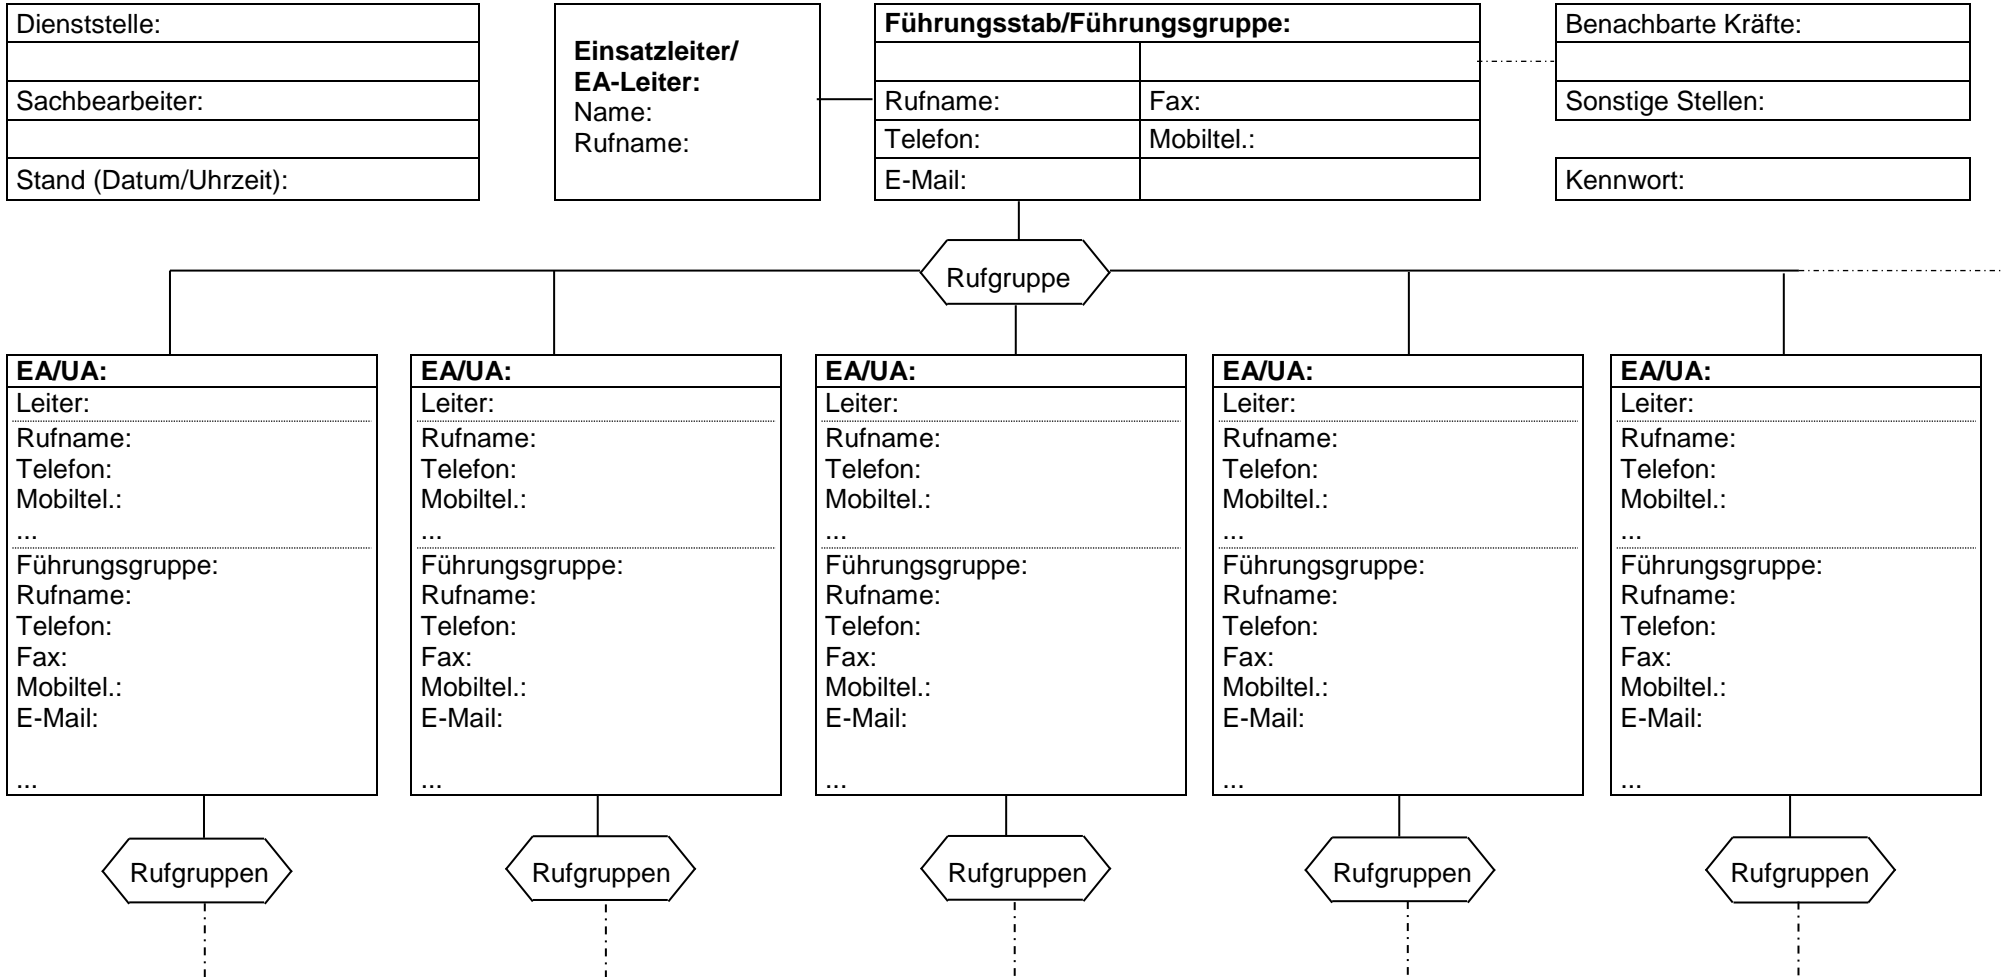 Dienststelle:
Sachbearbeiter:
Stand (Datum/Uhrzeit):
Einsatzleiter/
EA-Leiter:
Name:
Rufname:
Führungsstab/Führungsgruppe:
Rufname:
Fax:
Telefon:
Mobiltel.:
E-Mail:
Benachbarte Kräfte:
Sonstige Stellen:
Kennwort:
Rufgruppe
EA/UA:
Leiter:
Rufname:
Telefon:
Mobiltel.:
...
Führungsgruppe:
Rufname:
Telefon:
Fax:
Mobiltel.:
E-Mail:
...
Rufgruppen
EA/UA:
Leiter:
Rufname:
Telefon:
Mobiltel.:
...
Führungsgruppe:
Rufname:
Telefon:
Fax:
Mobiltel.:
E-Mail:
...
Rufgruppen
EA/UA:
Leiter:
Rufname:
Telefon:
Mobiltel.:
...
Führungsgruppe:
Rufname:
Telefon:
Fax:
Mobiltel.:
E-Mail:
...
Rufgruppen
EA/UA:
Leiter:
Rufname:
Telefon:
Mobiltel.:
...
Führungsgruppe:
Rufname:
Telefon:
Fax:
Mobiltel.:
E-Mail:
...
Rufgruppen
EA/UA:
Leiter:
Rufname:
Telefon:
Mobiltel.:
...
Führungsgruppe:
Rufname:
Telefon:
Fax:
Mobiltel.:
E-Mail:
...
Rufgruppen